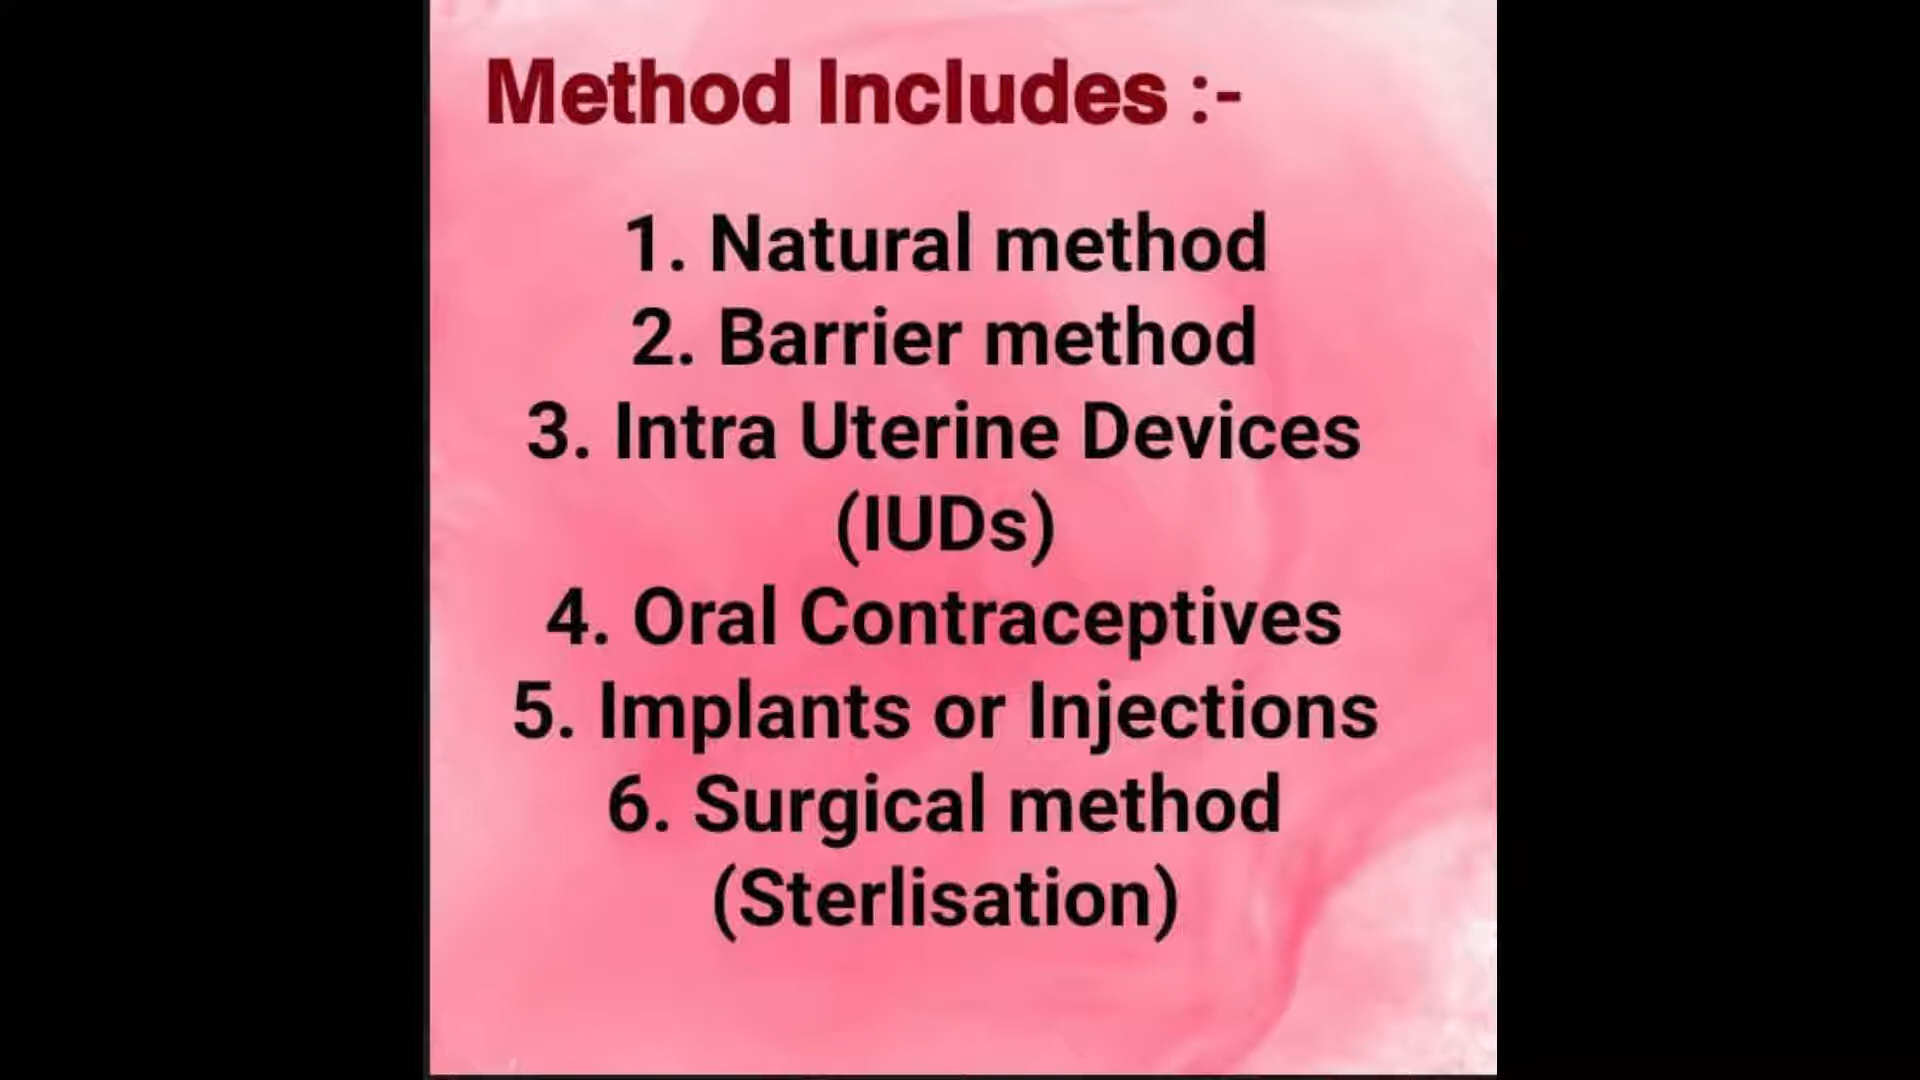 Method Includes :-
1. Natural method
2. Barrier method
3. Intra Uterine Devices
(IUDs)
4. Oral Contraceptives
5. Implants or Injections
6. Surgical method
(Sterlisation)